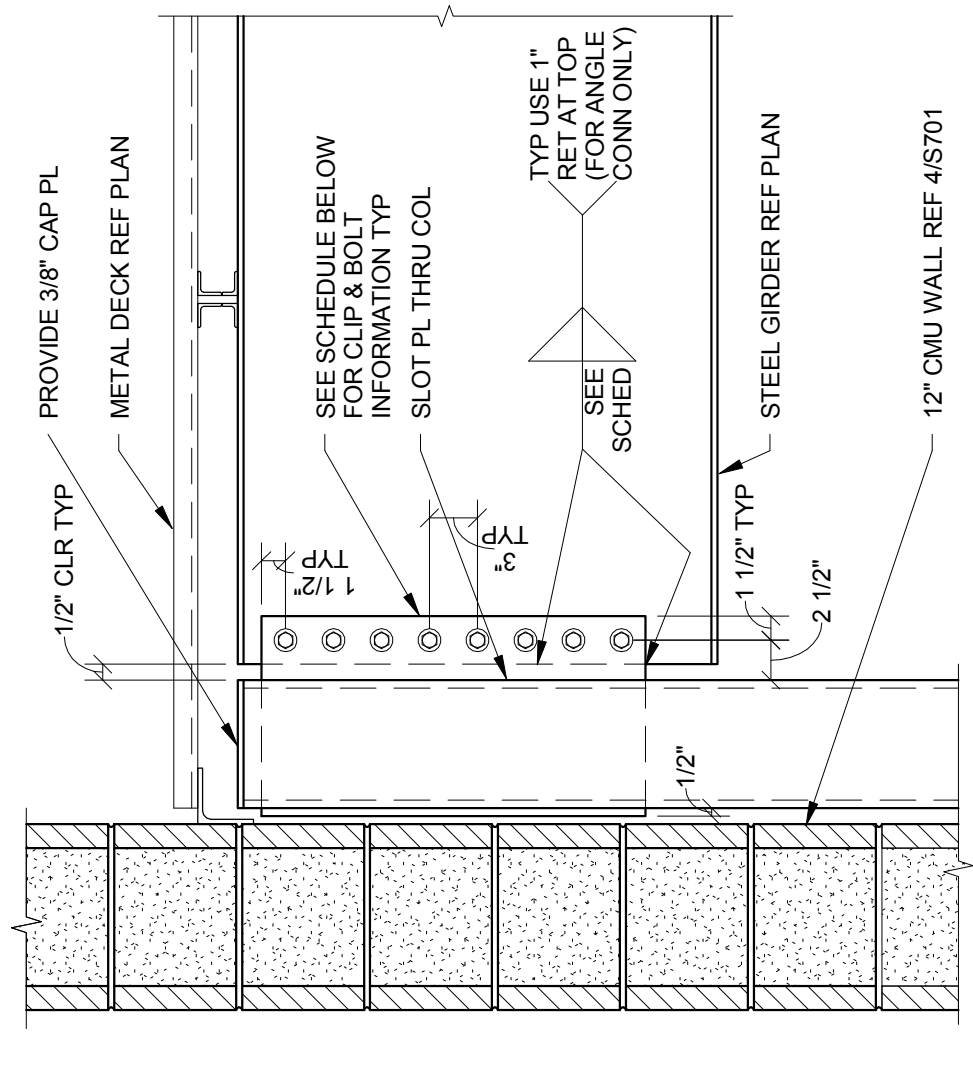 PROVIDE 3/8" CAP PL
METAL DECK REF PLAN
1/2" CLR TYP
SEE SCHEDULE BELOW
FOR CLIP & BOLT
INFORMATION TYP
SLOT PL THRU COL
TYP USE 1"
RET AT TOP
(FOR ANGLE
CONN ONLY)
SEE
SCHED
1 1/2"
TYP
3"
TYP
STEEL GIRDER REF PLAN
1 1/2" TYP
2 1/2"
1/2"
12" CMU WALL REF 4/S701